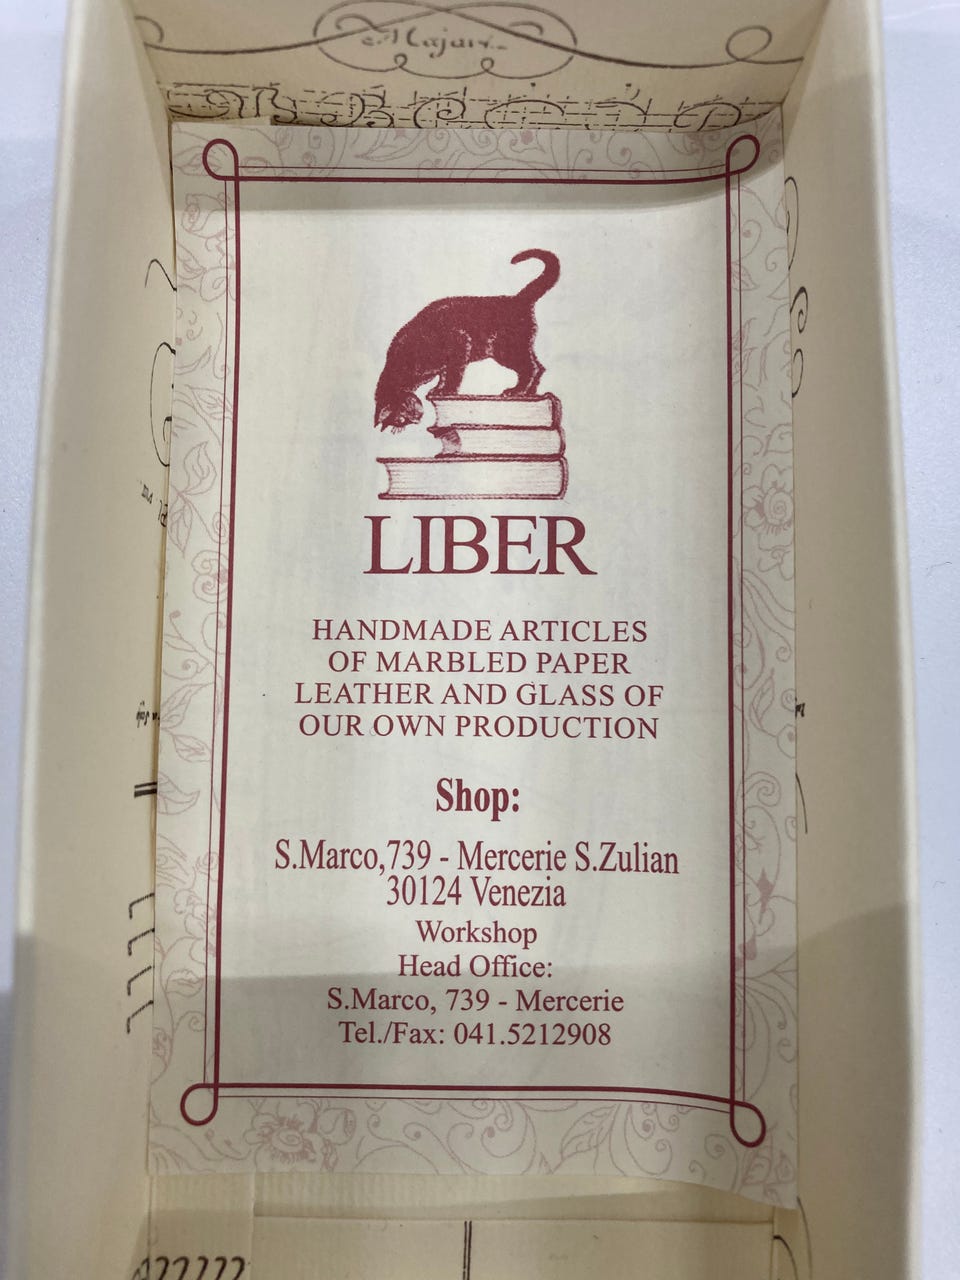 LIBER
HANDMADE ARTICLES
OF MARBLED PAPER
LEATHER AND GLASS OF
OUR OWN PRODUCTION
Shop:
S.Marco,739 - Mercerie S.Zulian
30124 Venezia
Workshop
Head Office:
S.Marco, 739 - Mercerie
Tel./Fax: 041.5212908